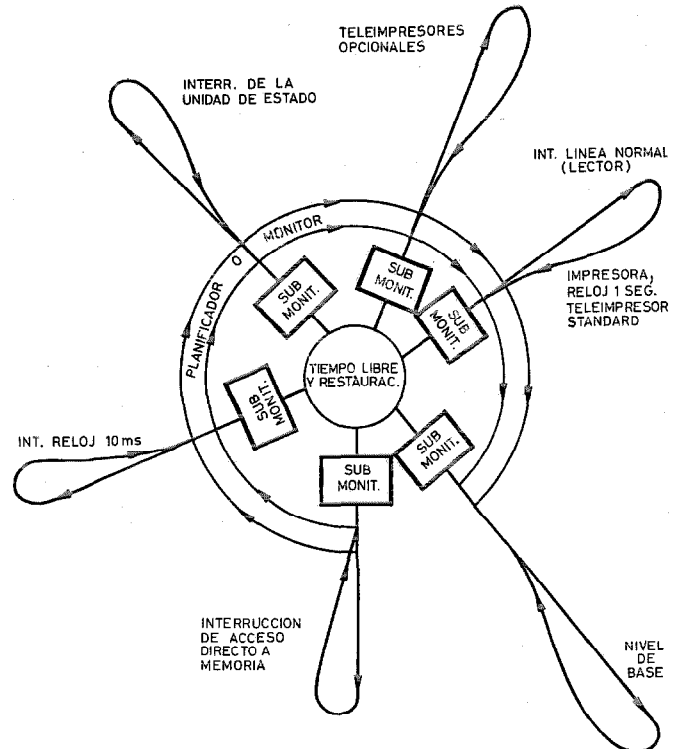 TELEIMPRESORES
OPCIONALES
INTERR. DE LA
UNIDAD DE ESTADO
INT. LINEA NORMAL
(LECTOR)
PLANIFICADOR O MONITOR
SUB
MONIT.
SUB
MONIT.
SUB
MONIT.
IMPRESORA,
RELOJ 1 SEG.
TELEIMPRESOR
STANDARD
TIEMPO LIBRE
Y RESTAURAC.
SUB
MONIT.
INT. RELOJ 10 ms
SUB
MONIT.
SUB
MONIT.
INTERRUCCION
DE ACCESO
DIRECTO A
MEMORIA
NIVEL
DE
BASE